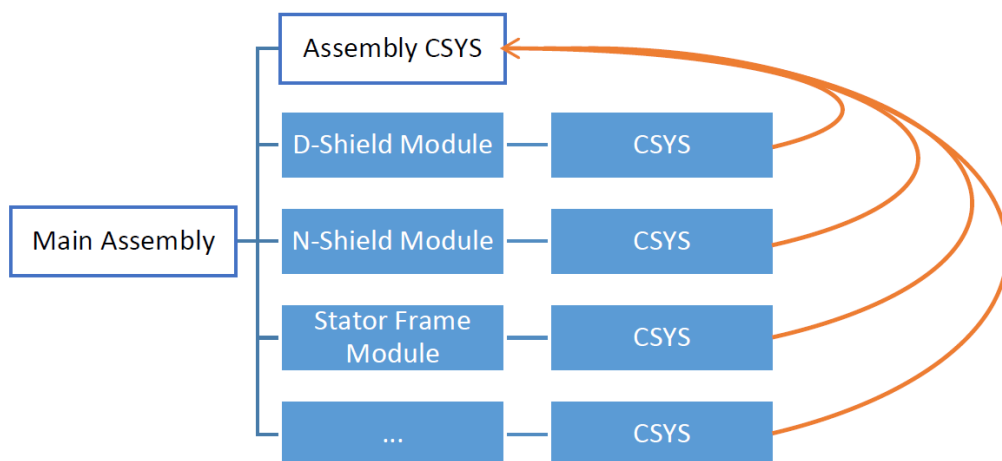 Assembly CSYS
D-Shield Module
CSYS
Main Assembly
N-Shield Module
CSYS
Stator Frame
Module
CSYS
...
CSYS